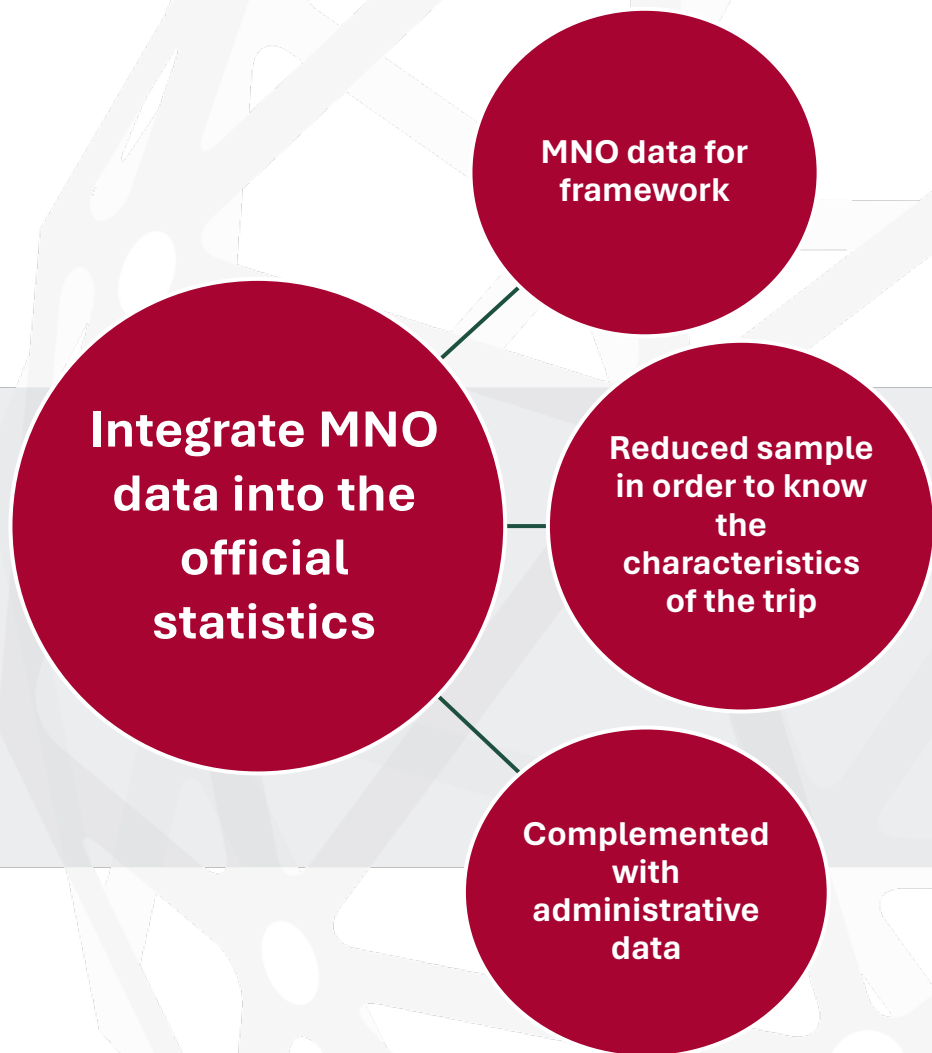 MNO data for
framework
Integrate MNO
data into the
official
statistics
Reduced sample
in order to know
the
characteristics
of the trip
Complemented
with
administrative
data